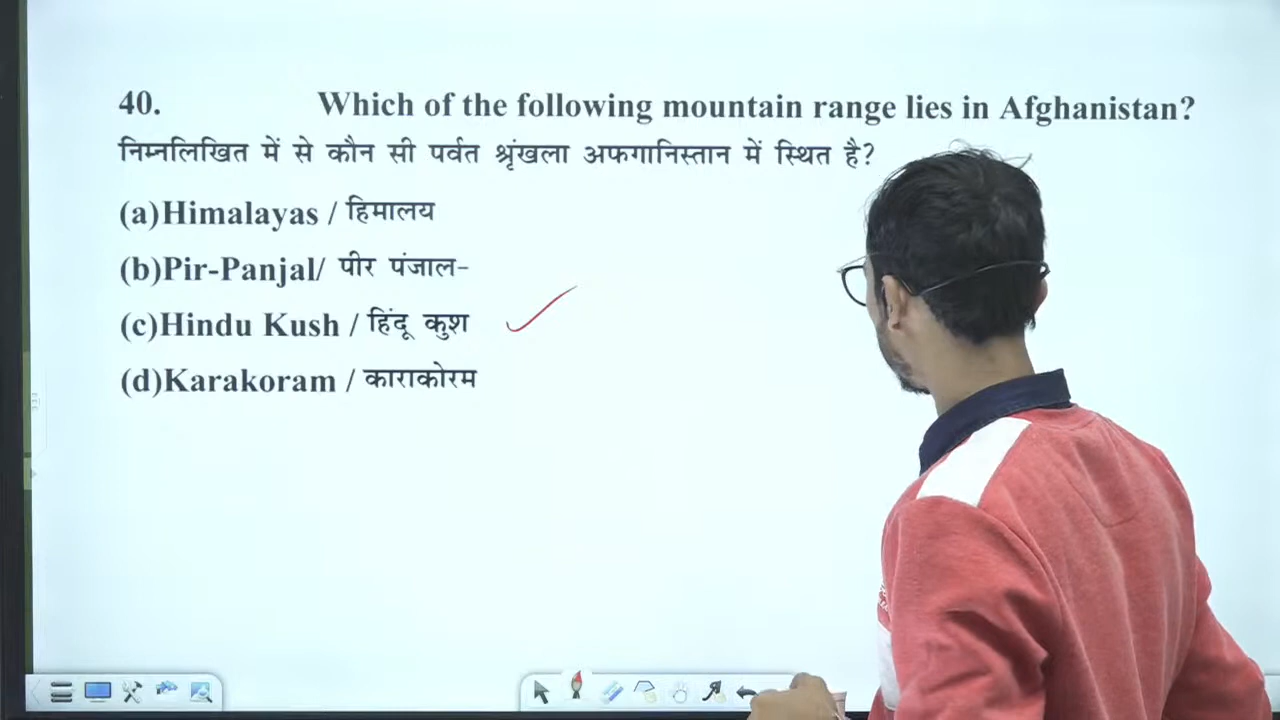 40. Which of the following mountain range lies in Afghanistan?
निम्नलिखित में से कौन सी पर्वत श्रृंखला अफगानिस्तान में स्थित है?
(a)Himalayas / हिमालय
(b)Pir-Panjal/ पीर पंजाल-
(c)Hindu Kush / हिंदू कुश
(d)Karakoram / काराकोरम